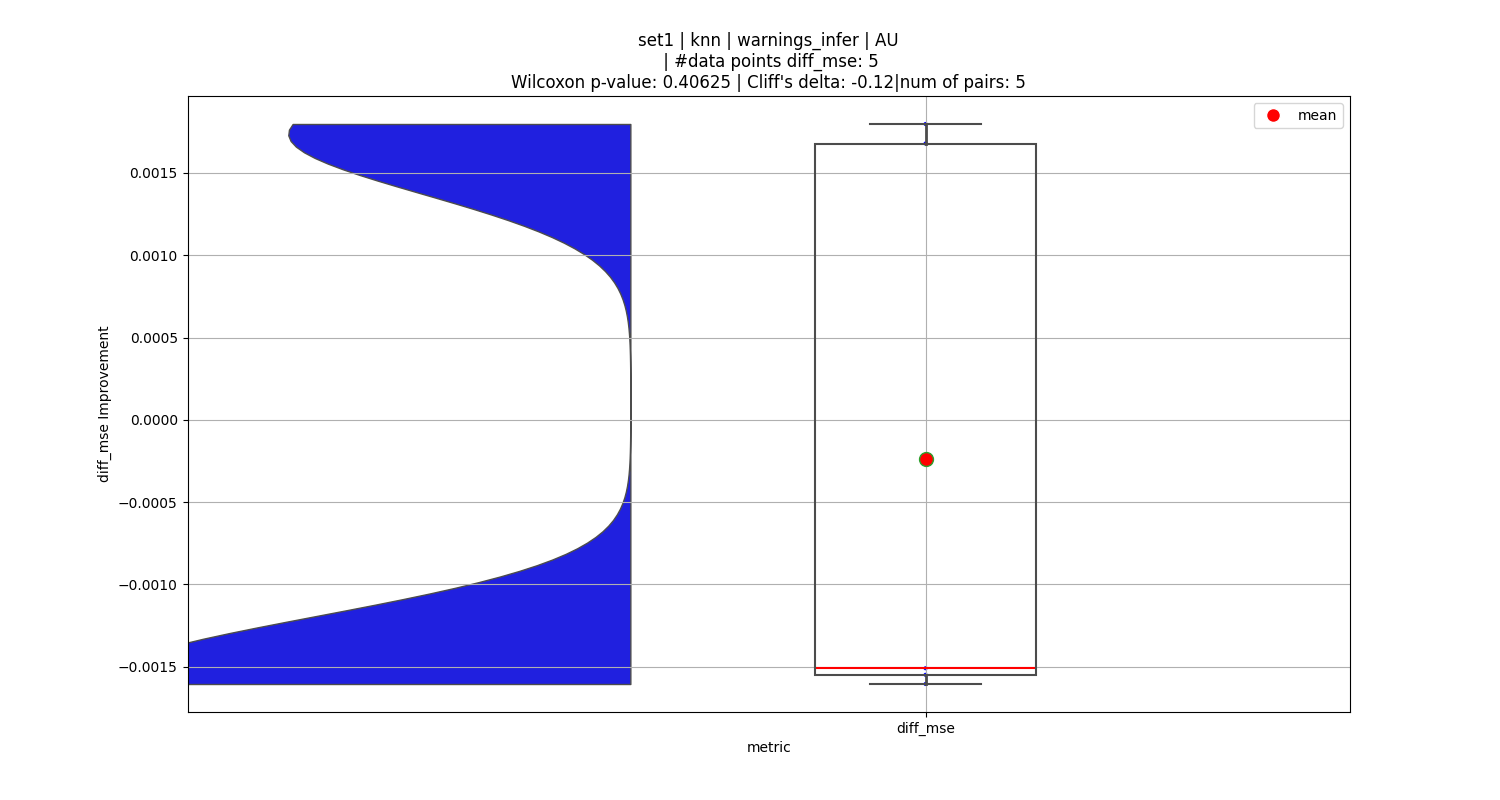 set1 | knn | warnings_infer | AU
| #data points diff_mse: 5
Wilcoxon p-value: 0.40625 | Cliff's delta: -0.12|num of pairs: 5
mean
0.0015
0.0010
0.0005
0.0000
−0.0005
−0.0010
−0.0015
diff_mse Improvement
diff_mse
metric